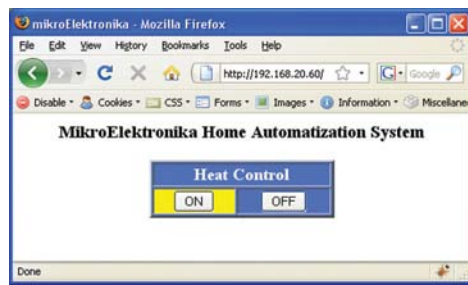 mikroElektronika - Mozilla Firefox
File Edit View History Bookmarks Tools Help
http://192.168.20.60/ Google
Disable Cookies CSS Forms Images Information Miscellane
MikroElektronika Home Automatization System
Heat Control
ON OFF
Done